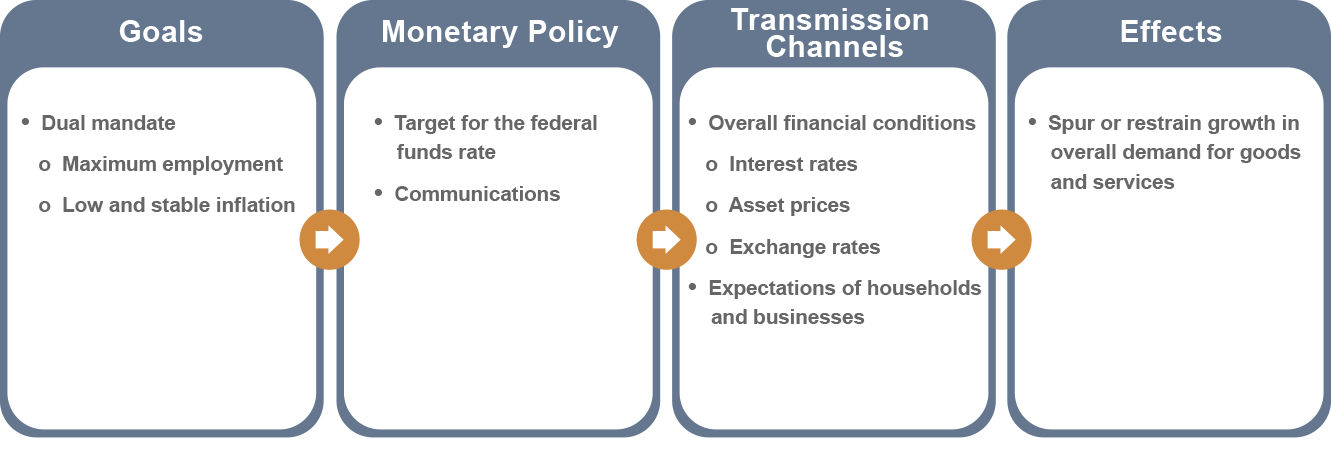 Goals
• Dual mandate
o Maximum employment
o Low and stable inflation
Monetary Policy
• Target for the federal
funds rate
• Communications
Transmission
Channels
• Overall financial conditions
o Interest rates
o Asset prices
o Exchange rates
• Expectations of households
and businesses
Effects
• Spur or restrain growth in
overall demand for goods
and services